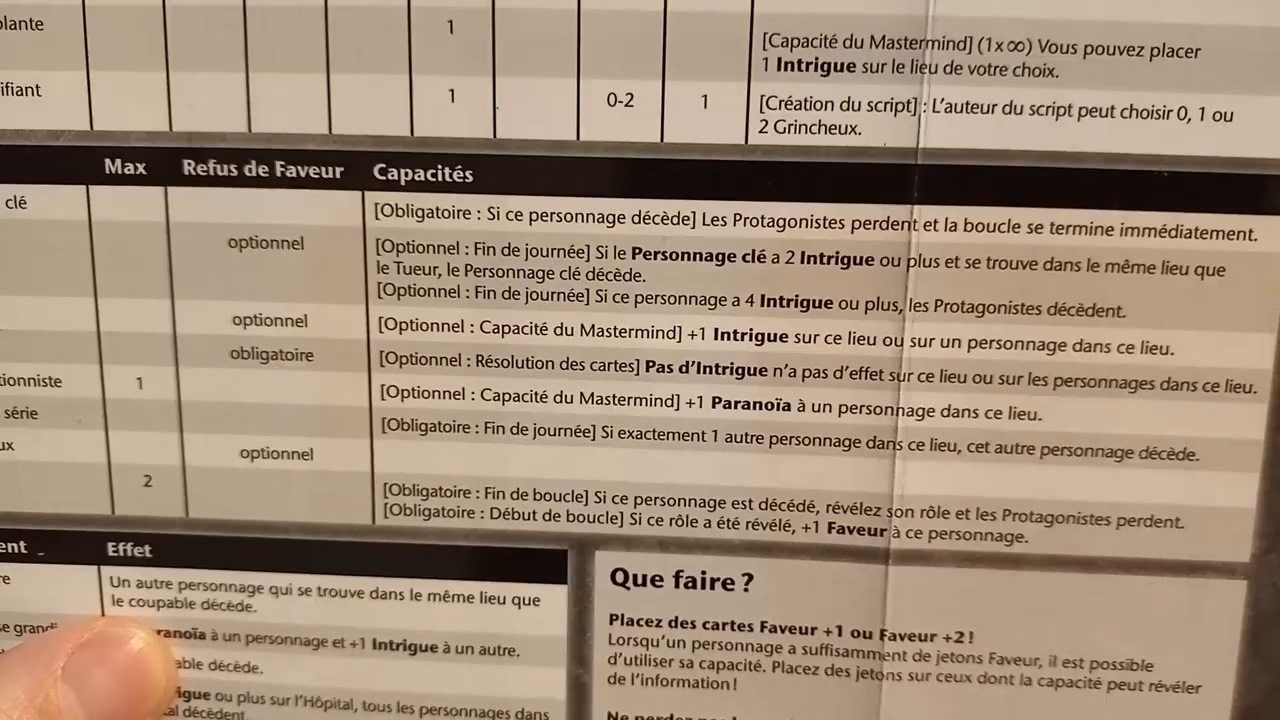 plante
1
[Capacité du Mastermind] (1x∞) Vous pouvez placer
1 Intrigue sur le lieu de votre choix.
ifiant
1
0-2
1
[Création du script] : L'auteur du script peut choisir 0, 1 ou
2 Grincheux.
Max
Refus de Faveur
Capacités
clé
[Obligatoire : Si ce personnage décède] Les Protagonistes perdent et la boucle se termine immédiatement.
optionnel
[Optionnel : Fin de journée] Si le Personnage clé a 2 Intrigue ou plus et se trouve dans le même lieu que
le Tueur, le Personnage clé décède.
[Optionnel : Fin de journée] Si ce personnage a 4 Intrigue ou plus, les Protagonistes décèdent.
optionnel
[Optionnel : Capacité du Mastermind] +1 Intrigue sur ce lieu ou sur un personnage dans ce lieu.
obligatoire
[Optionnel : Résolution des cartes] Pas d'Intrigue n'a pas d'effet sur ce lieu ou sur les personnages dans ce lieu.
tionniste
1
[Optionnel : Capacité du Mastermind] +1 Paranoïa à un personnage dans ce lieu.
série
[Obligatoire : Fin de journée] Si exactement 1 autre personnage dans ce lieu, cet autre personnage décède.
ux
optionnel
2
[Obligatoire : Fin de boucle] Si ce personnage est décédé, révélez son rôle et les Protagonistes perdent.
[Obligatoire : Début de boucle] Si ce rôle a été révélé, +1 Faveur à ce personnage.
ent
Effet
re
Un autre personnage qui se trouve dans le même lieu que
le coupable décède.
se grandi
ranoïa à un personnage et +1 Intrigue à un autre.
able décède.
igue ou plus sur l'Hôpital, tous les personnages dans
al décèdent.
Que faire ?
Placez des cartes Faveur +1 ou Faveur +2 !
Lorsqu'un personnage a suffisamment de jetons Faveur, il est possible
d'utiliser sa capacité. Placez des jetons sur ceux dont la capacité peut révéler
de l'information !